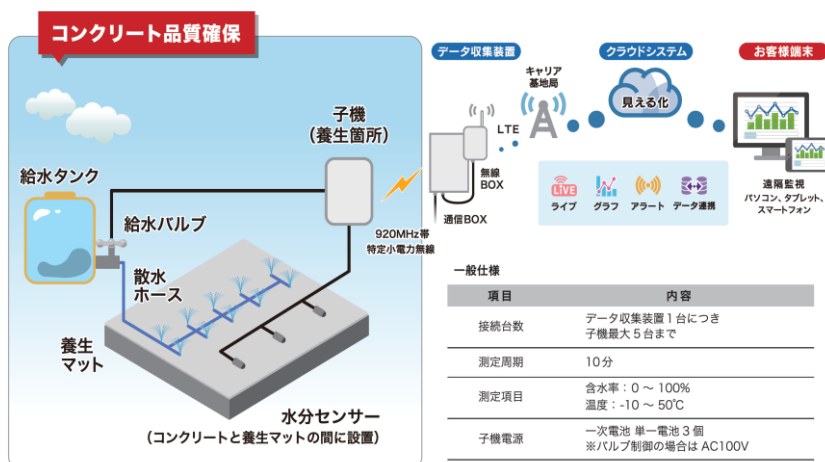 コンクリート品質確保
子機
（養生箇所）
給水タンク
給水バルブ
散水
ホース
養生
マット
水分センサー
（コンクリートと養生マットの間に設置）
920MHz帯
特定小電力無線
データ収集装置
クラウドシステム
お客様端末
キャリア
基地局
見える化
LTE
無線
BOX
通信BOX
LIVE
ライブ
グラフ
アラート
データ連携
遠隔監視
パソコン、タブレット、
スマートフォン
一般仕様
項目 内容
接続台数 データ収集装置1台につき
子機最大5台まで
測定周期 10分
測定項目 含水率：0 ～ 100%
温度：-10 ～ 50℃
子機電源 一次電池 単一電池3個
※バルブ制御の場合は AC100V